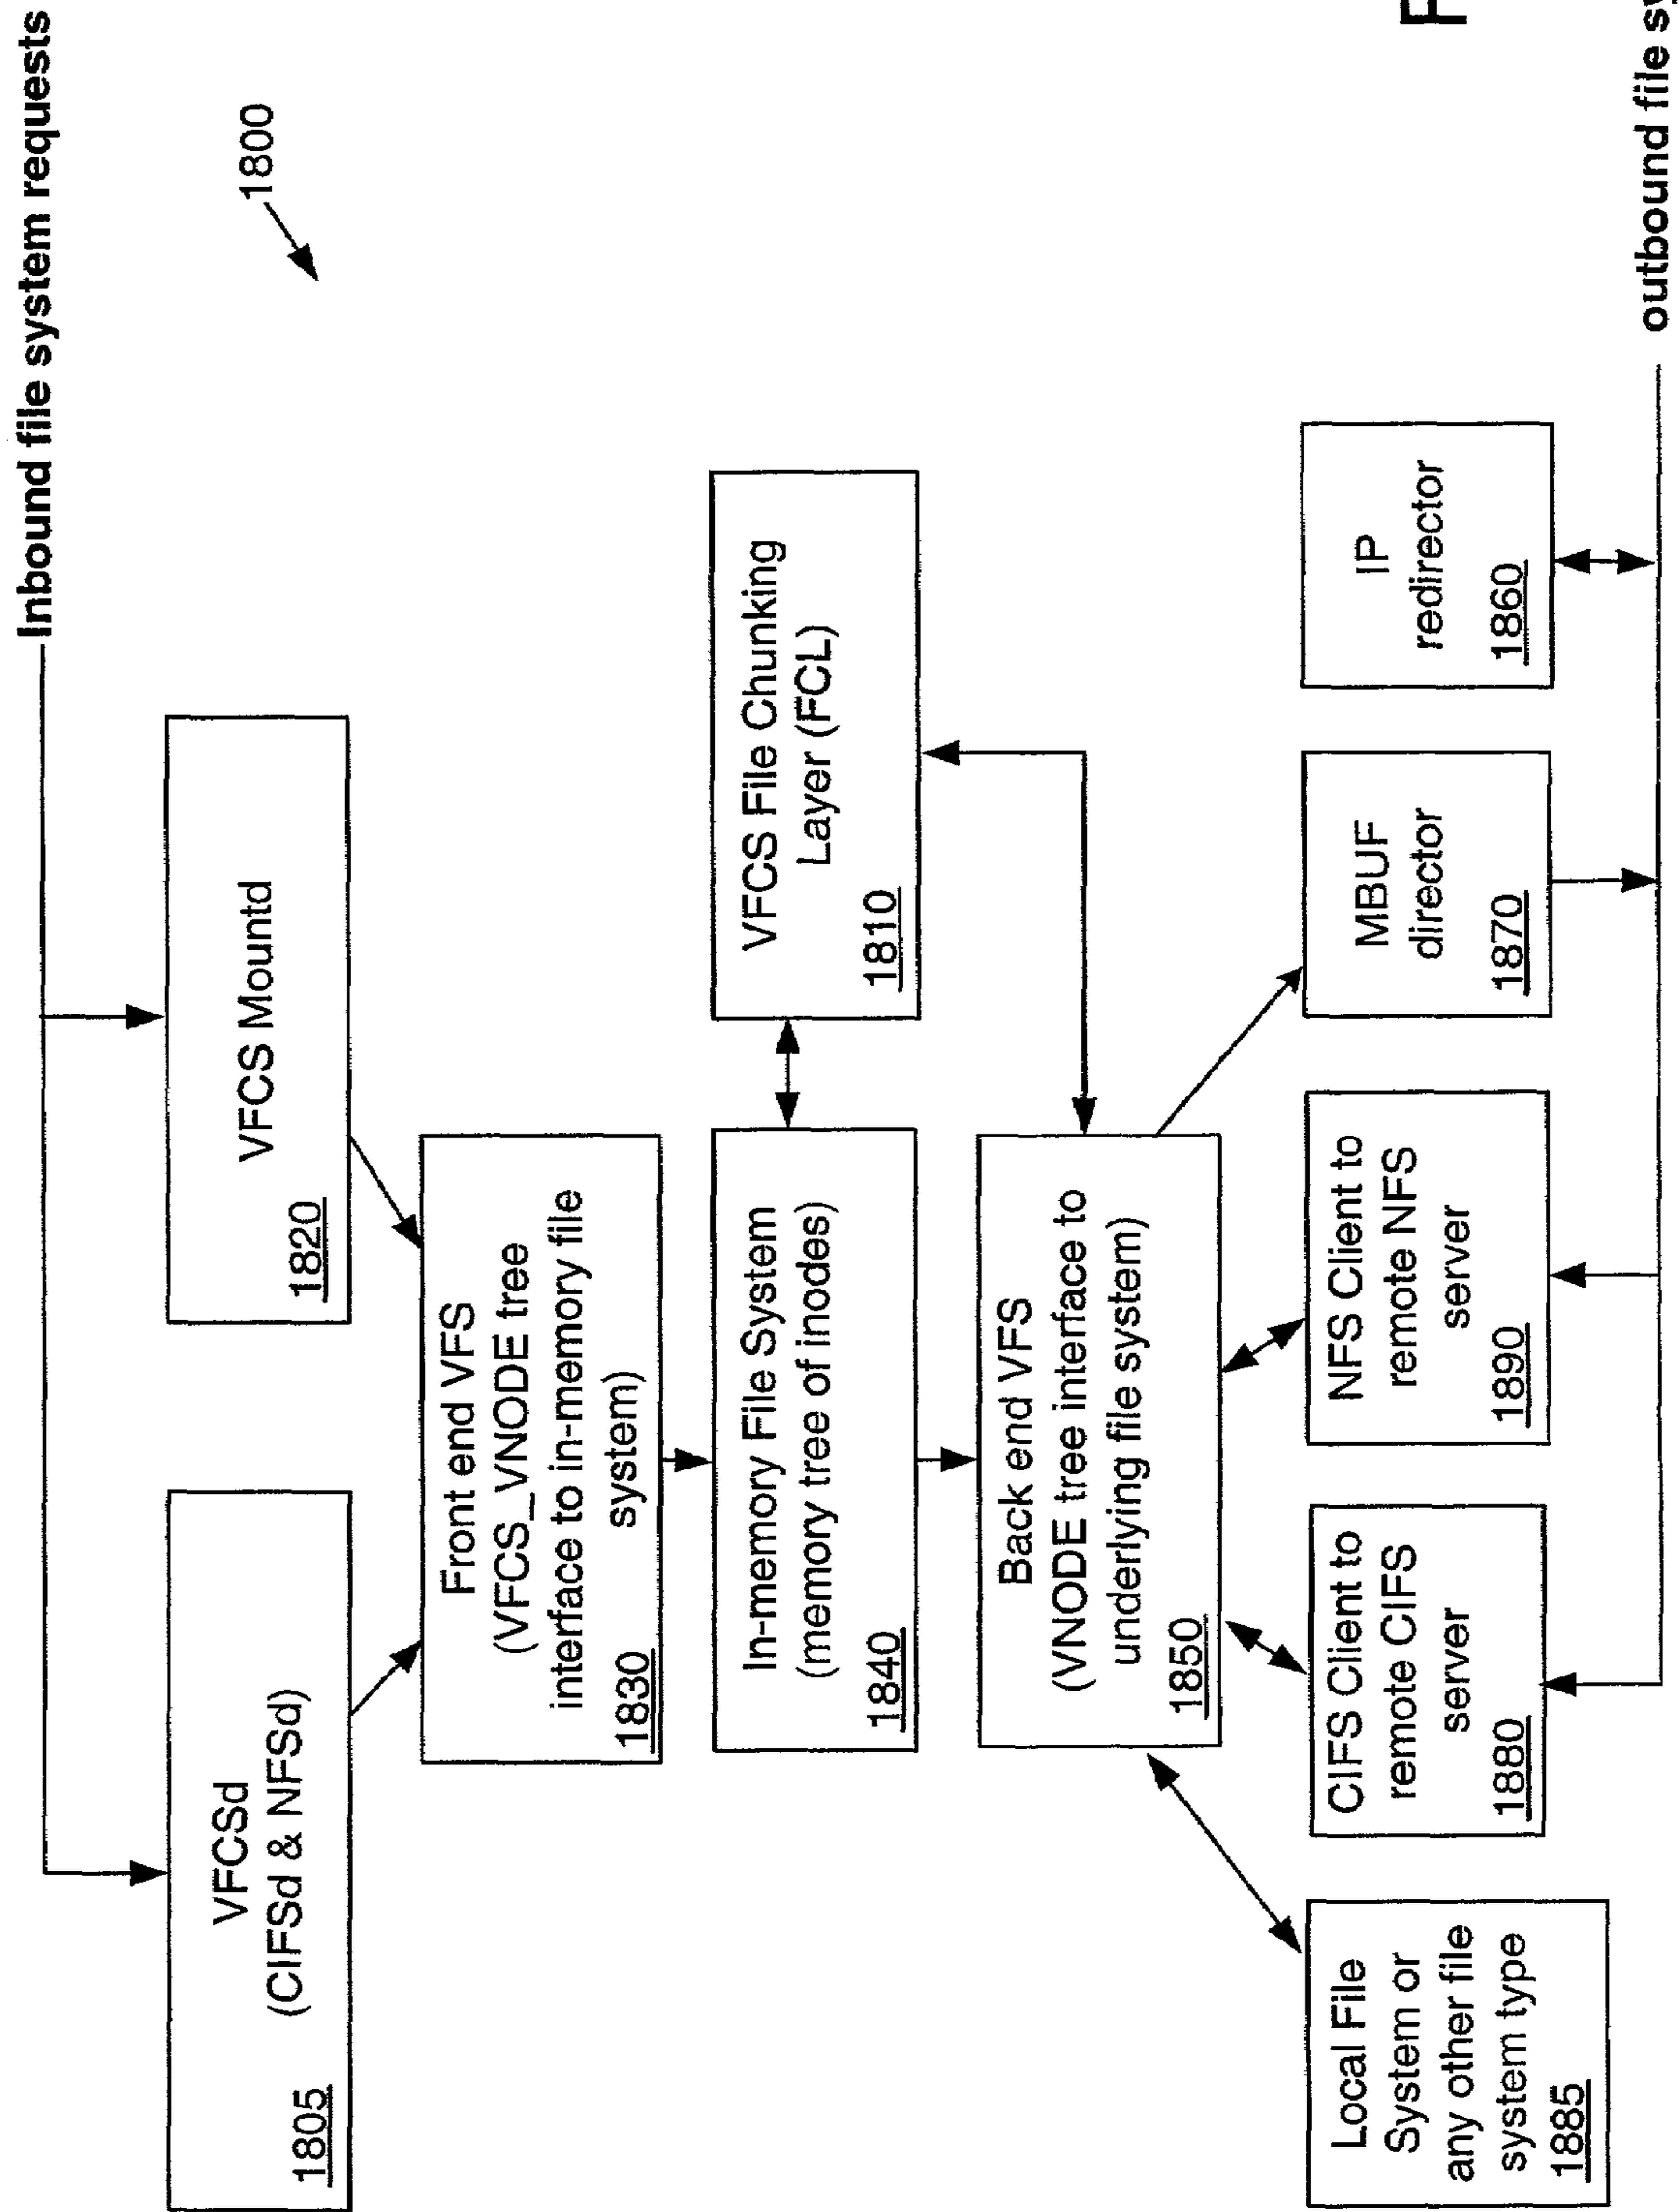 Inbound file system requests
1800
VFCSd
(CIFSd & NFSd)
1805
VFCS Mountd
1820
Front end VFS
(VFCS_VNODE tree
interface to in-memory file
system)
1830
In-memory File System
(memory tree of inodes)
1840
VFCS File Chunking
Layer (FCL)
1810
Back end VFS
(VNODE tree interface to
underlying file system)
1850
Local File
System or
any other file
system type
1885
CIFS Client to
remote CIFS
server
1880
NFS Client to
remote NFS
server
1890
MBUF
director
1870
IP
redirector
1860
outbound file